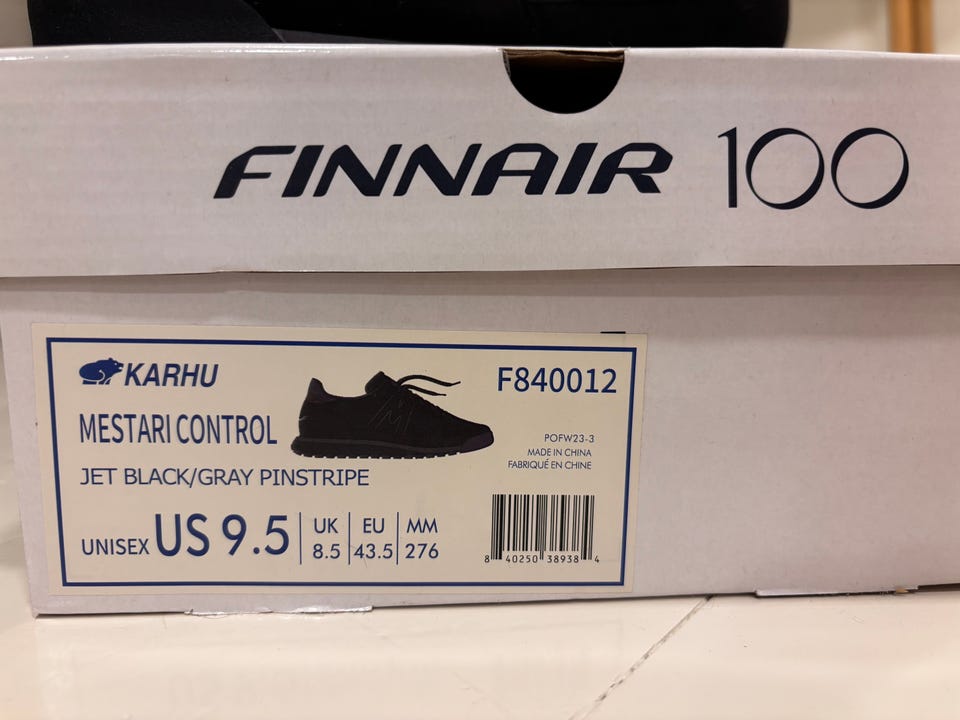 FINNAIR 100
KARHU
F840012
MESTARI CONTROL
JET BLACK/GRAY PINSTRIPE
POFW23-3
MADE IN CHINA
FABRIQUÉ EN CHINE
UNISEX US 9.5
UK
8.5
EU
43.5
MM
276
8 40250 38938 4